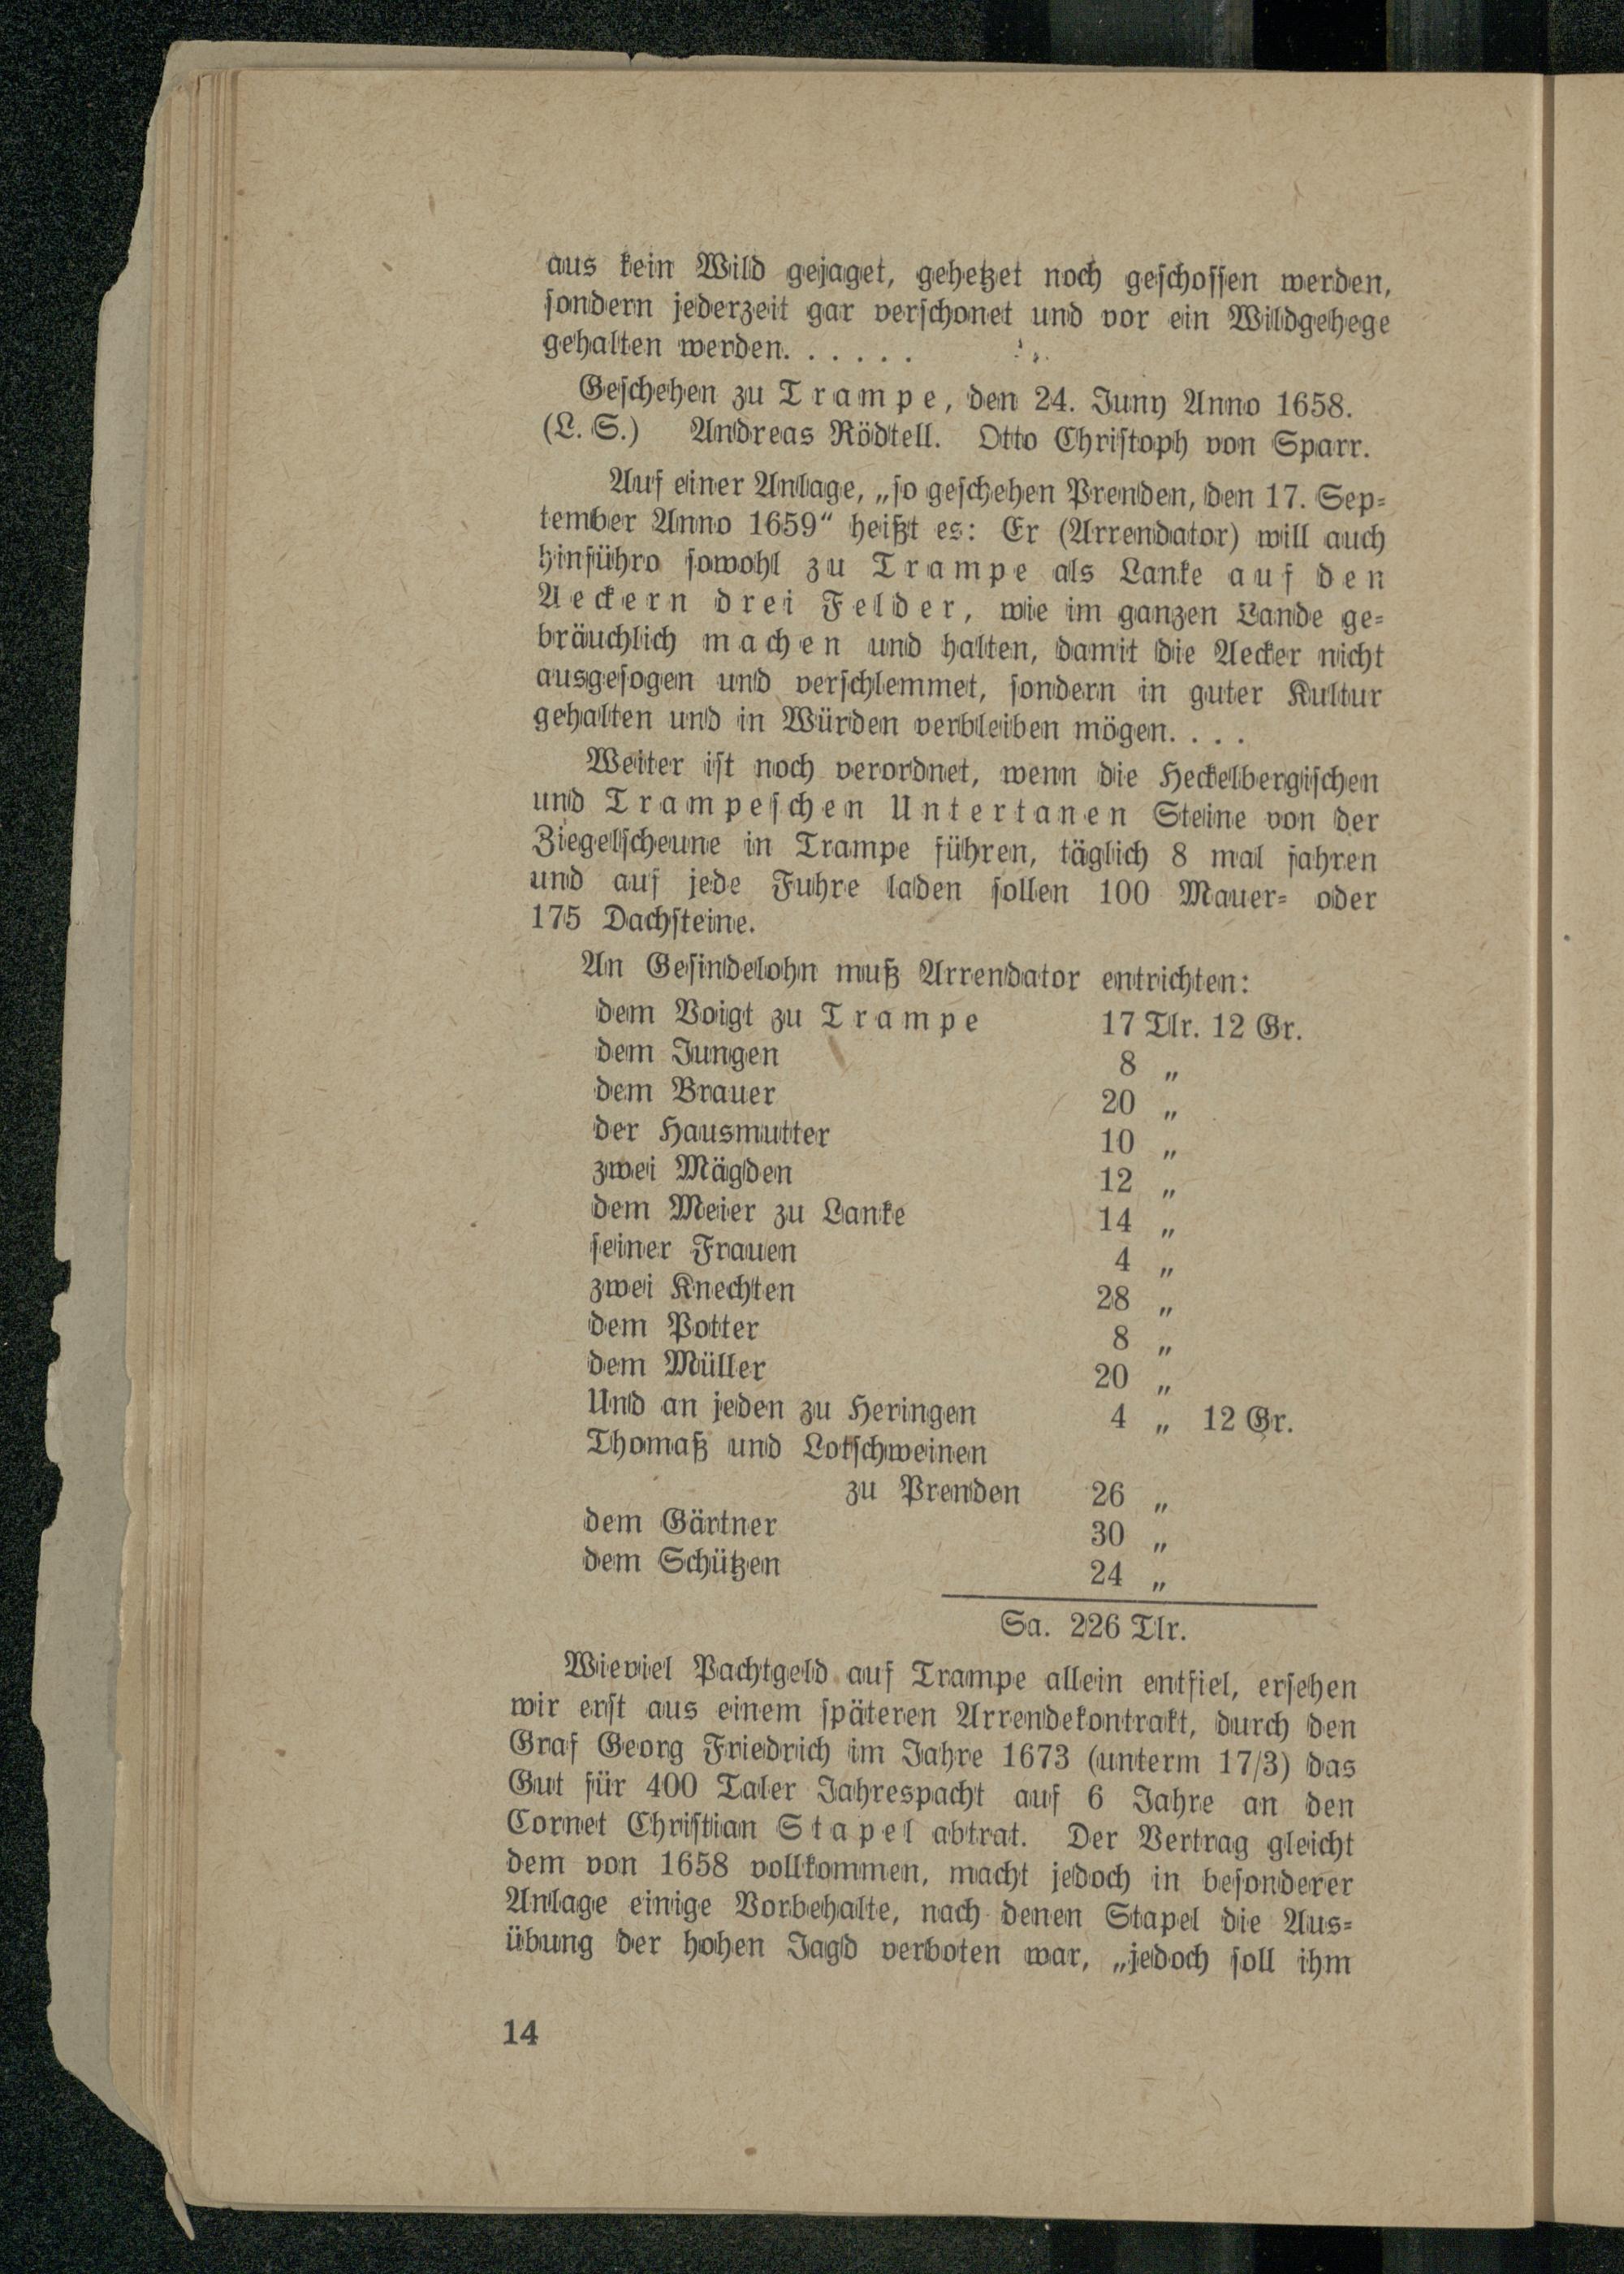 aus kein Wild gejaget, gehetzet noch geschossen werden,
sondern jederzeit gar verschonet und vor ein Wildgehege
gehalten werden. . . . . .
Geschehen zu Trampe, den 24. Juny Anno 1658.
(L. S.) Andreas Rödtell. Otto Christoph von Sparr.
Auf einer Anlage, „so geschehen Prenden, den 17. Sep-
tember Anno 1659“ heißt es: Er (Arrendator) will auch
hinführo sowohl zu Trampe als Lanke auf den
Aeckern drei Felder, wie im ganzen Lande ge-
bräuchlich machen und halten, damit die Aecker nicht
ausgesogen und verschlemmet, sondern in guter Kultur
gehalten und in Würden verbleiben mögen. . . .
Weiter ist noch verordnet, wenn die Heckelbergischen
und Trampeschen Untertanen Steine von der
Ziegelscheune in Trampe führen, täglich 8 mal fahren
und auf jede Fuhre laden sollen 100 Mauer- oder
175 Dachsteine.
An Gesindelohn muß Arrendator entrichten:
dem Voigt zu Trampe 17 Tlr. 12 Gr.
dem Jungen 8 „
dem Brauer 20 „
der Hausmutter 10 „
zwei Mägden 12 „
dem Meier zu Lanke 14 „
seiner Frauen 4 „
zwei Knechten 28 „
dem Potter 8 „
dem Müller 20 „
Und an jeden zu Heringen 4 „ 12 Gr.
Thomaß und Lotschweinen
zu Prenden 26 „
dem Gärtner 30 „
dem Schützen 24 „
Sa. 226 Tlr.
Wieviel Pachtgeld auf Trampe allein entfiel, ersehen
wir erst aus einem späteren Arrendekontrakt, durch den
Graf Georg Friedrich im Jahre 1673 (unterm 17/3) das
Gut für 400 Taler Jahrespacht auf 6 Jahre an den
Cornet Christian Stapel abtrat. Der Vertrag gleicht
dem von 1658 vollkommen, macht jedoch in besonderer
Anlage einige Vorbehalte, nach denen Stapel die Aus-
übung der hohen Jagd verboten war, „jedoch soll ihm
14